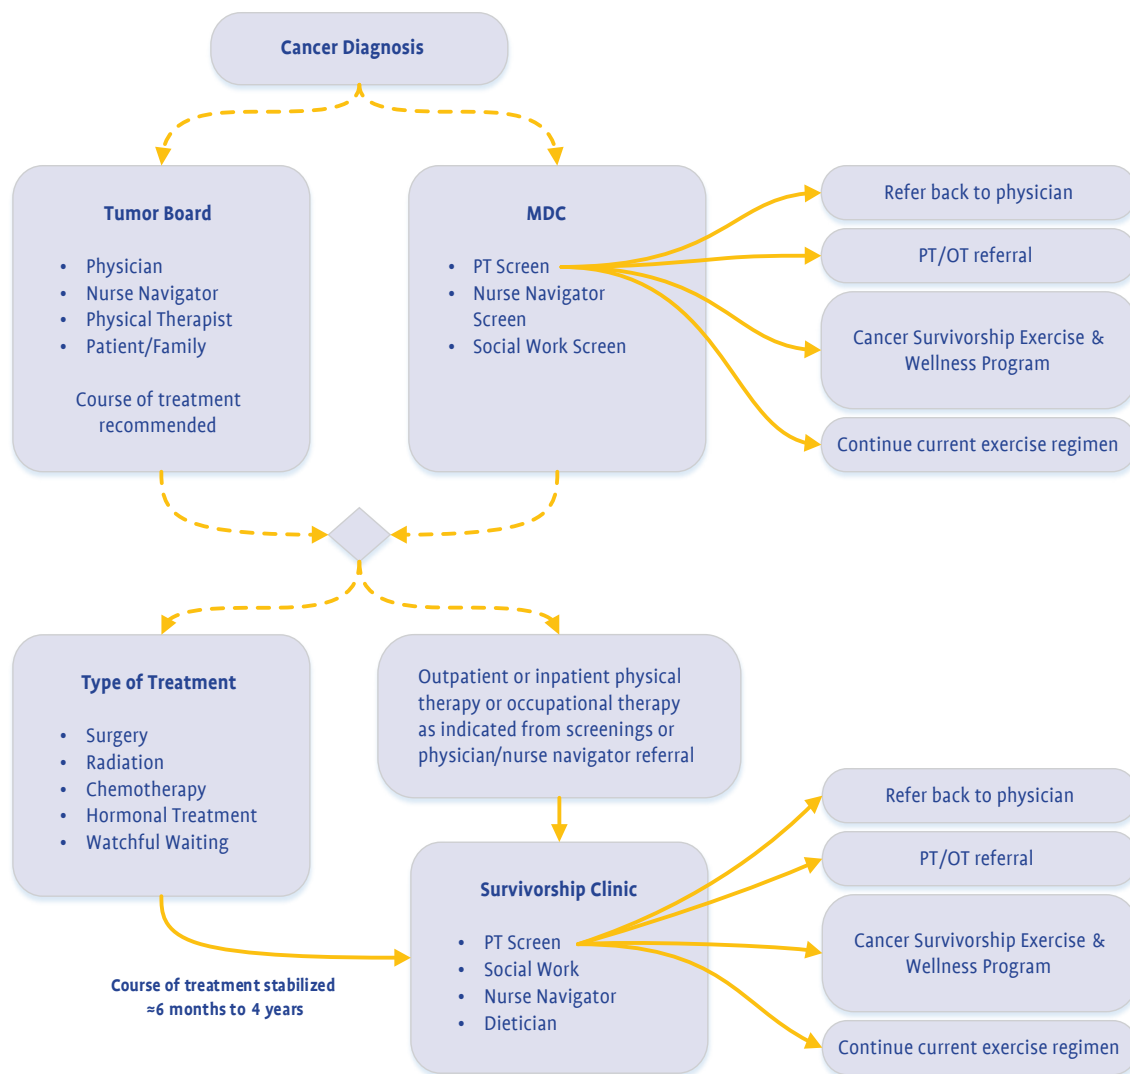 Cancer Diagnosis
Tumor Board
• Physician
• Nurse Navigator
• Physical Therapist
• Patient/Family
Course of treatment
recommended
MDC
• PT Screen
• Nurse Navigator
Screen
• Social Work Screen
Refer back to physician
PT/OT referral
Cancer Survivorship Exercise &
Wellness Program
Continue current exercise regimen
Type of Treatment
• Surgery
• Radiation
• Chemotherapy
• Hormonal Treatment
• Watchful Waiting
Outpatient or inpatient physical
therapy or occupational therapy
as indicated from screenings or
physician/nurse navigator referral
Course of treatment stabilized
≈6 months to 4 years
Survivorship Clinic
• PT Screen
• Social Work
• Nurse Navigator
• Dietician
Refer back to physician
PT/OT referral
Cancer Survivorship Exercise &
Wellness Program
Continue current exercise regimen